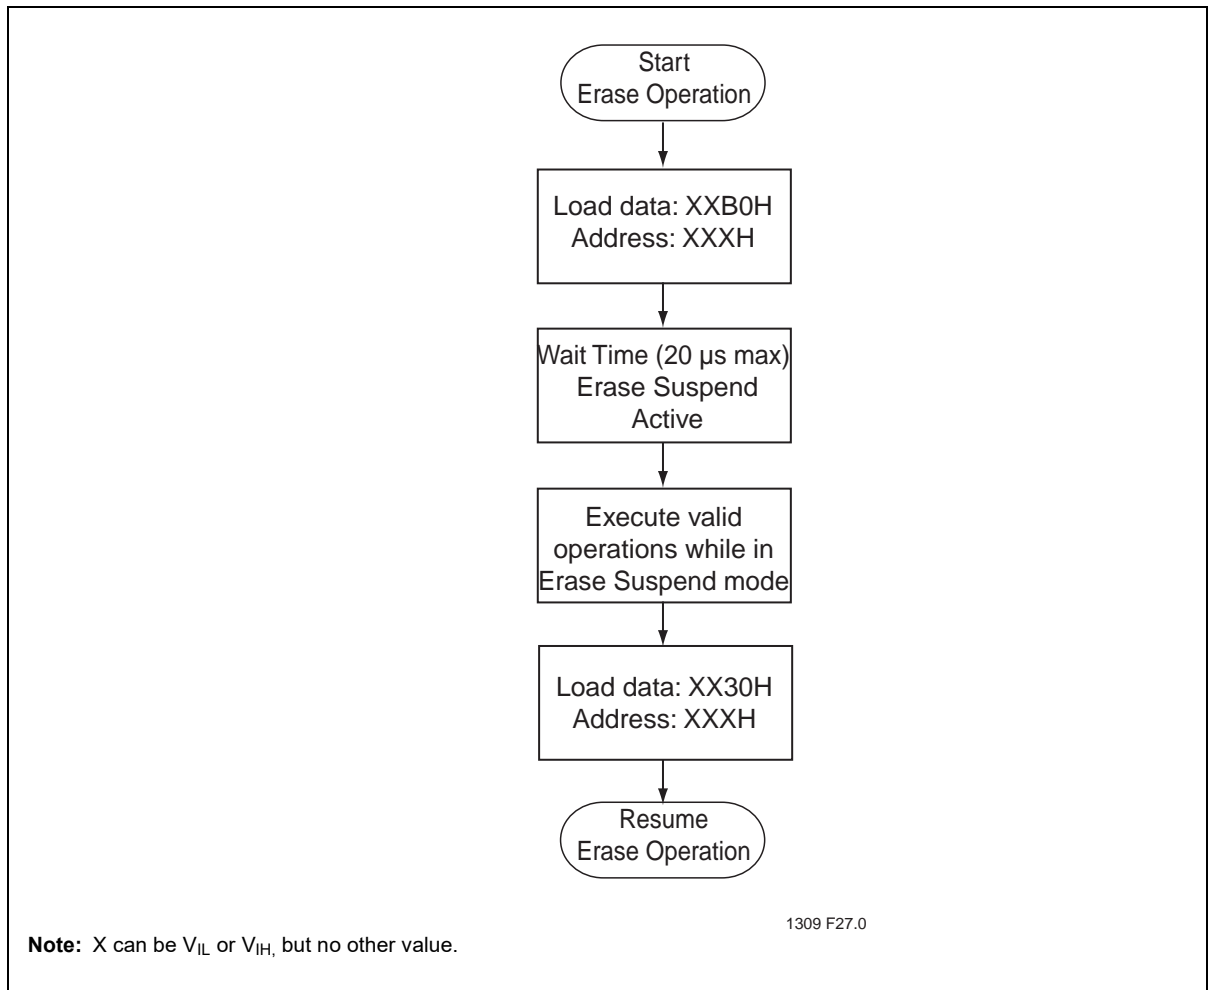 Start
Erase Operation
Load data: XXB0H
Address: XXXH
Wait Time (20 µs max)
Erase Suspend
Active
Execute valid
operations while in
Erase Suspend mode
Load data: XX30H
Address: XXXH
Resume
Erase Operation
1309 F27.0
Note: X can be VIL or VIH, but no other value.